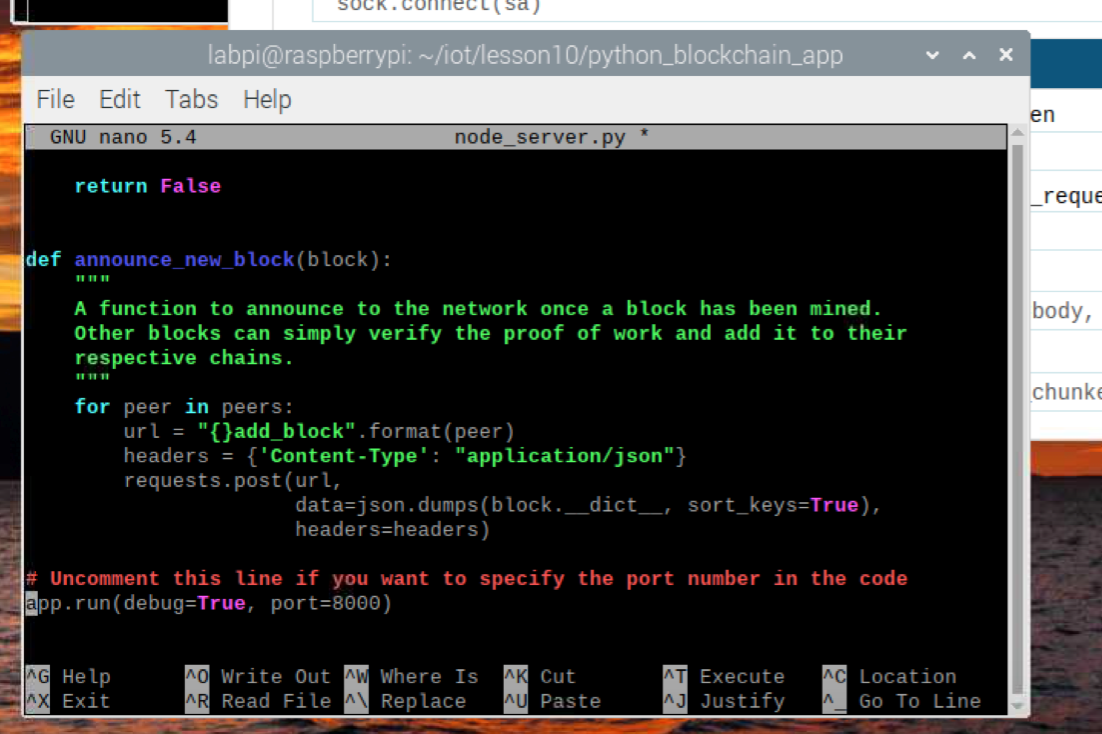 sock.connect(sa)
labpi@raspberrypi: ~/iot/lesson10/python_blockchain_app
File Edit Tabs Help
GNU nano 5.4 node_server.py *
en
return False
_reque
def announce_new_block(block):
"""
A function to announce to the network once a block has been mined.
body,
Other blocks can simply verify the proof of work and add it to their
respective chains.
"""
chunke
for peer in peers:
url = "{}add_block".format(peer)
headers = {'Content-Type': "application/json"}
requests.post(url,
data=json.dumps(block.__dict__, sort_keys=True),
headers=headers)
# Uncomment this line if you want to specify the port number in the code
app.run(debug=True, port=8000)
^G Help ^O Write Out ^W Where Is ^K Cut ^T Execute ^C Location
^X Exit ^R Read File ^\ Replace ^U Paste ^J Justify ^_ Go To Line